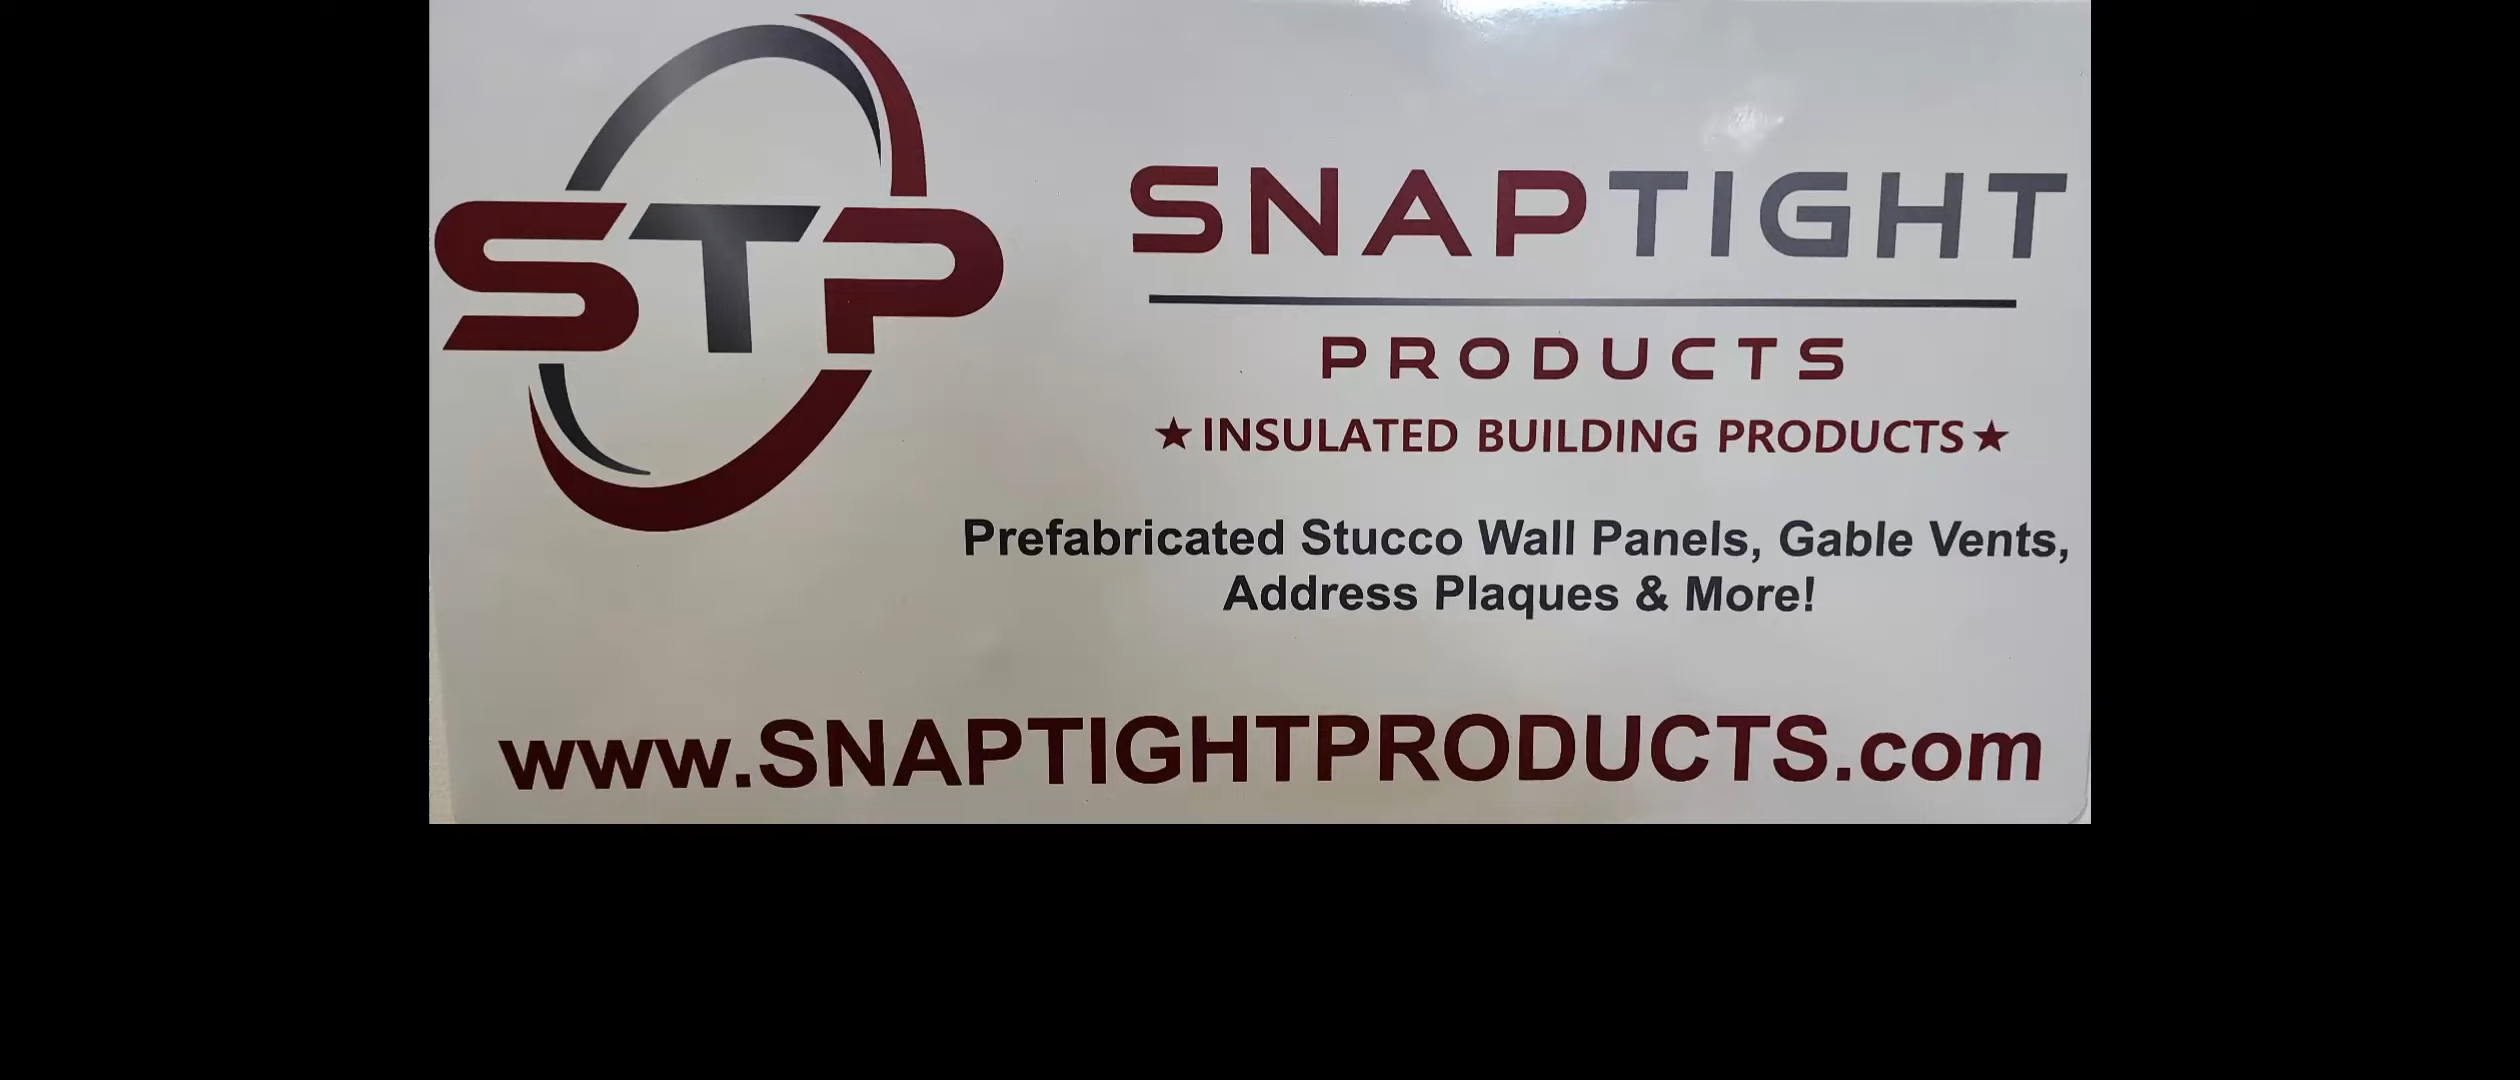 STP
SNAPTIGHT
PRODUCTS
★INSULATED BUILDING PRODUCTS★
Prefabricated Stucco Wall Panels, Gable Vents,
Address Plaques & More!
www.SNAPTIGHTPRODUCTS.com